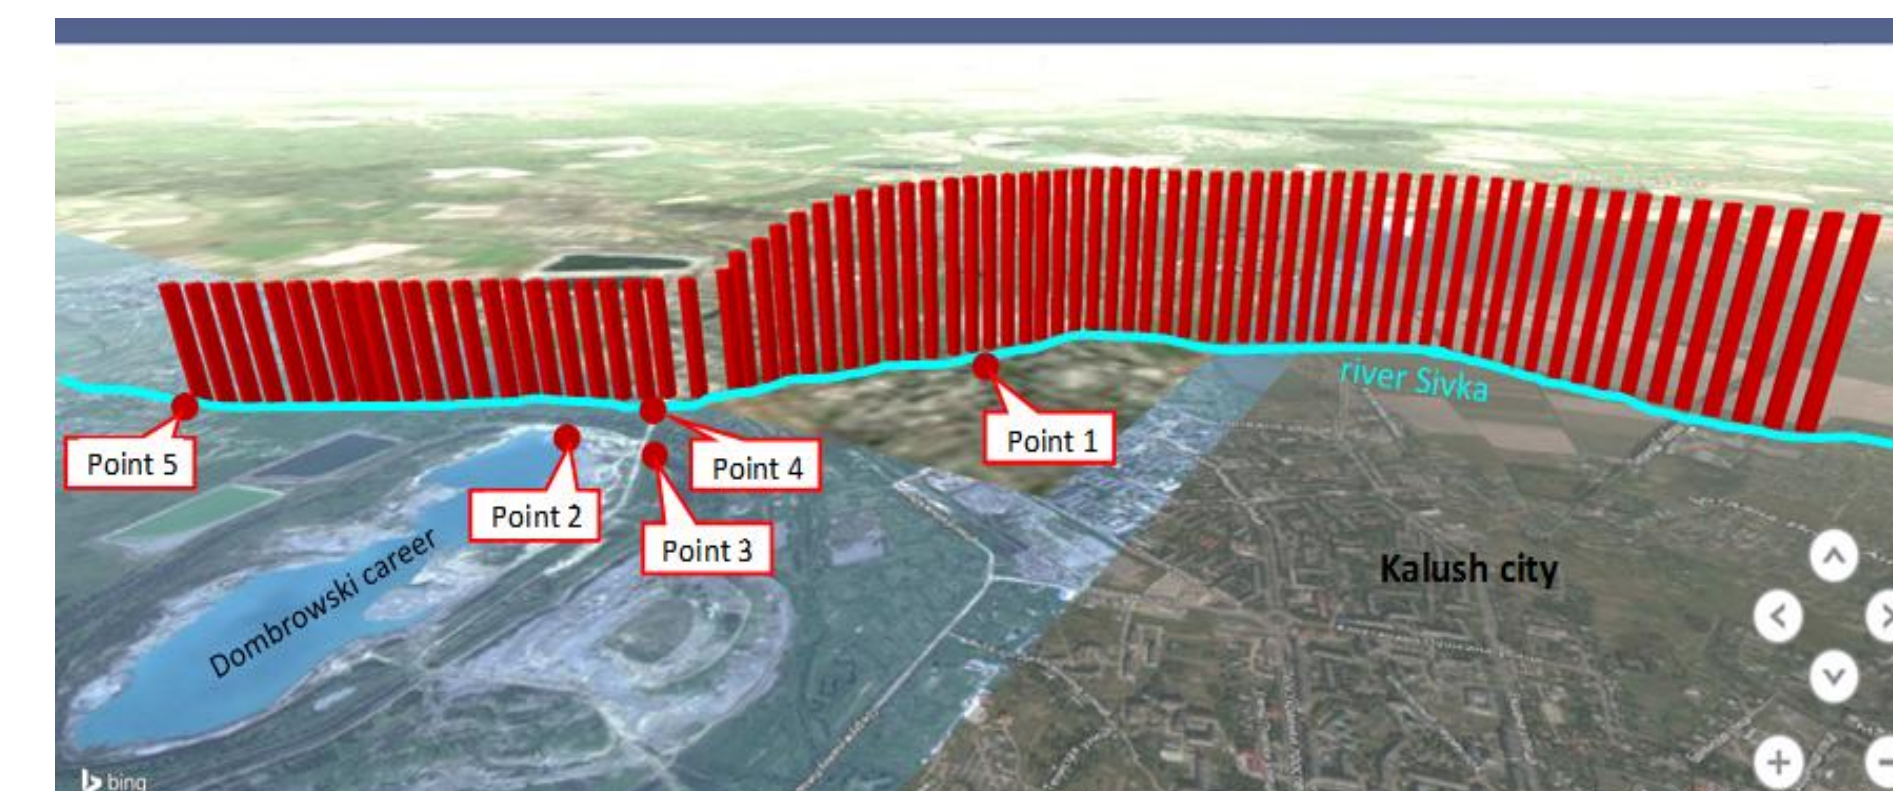 river Sivka
Point 1
Point 5
Point 4
Point 2
Point 3
Dombrowski career
Kalush city
bing